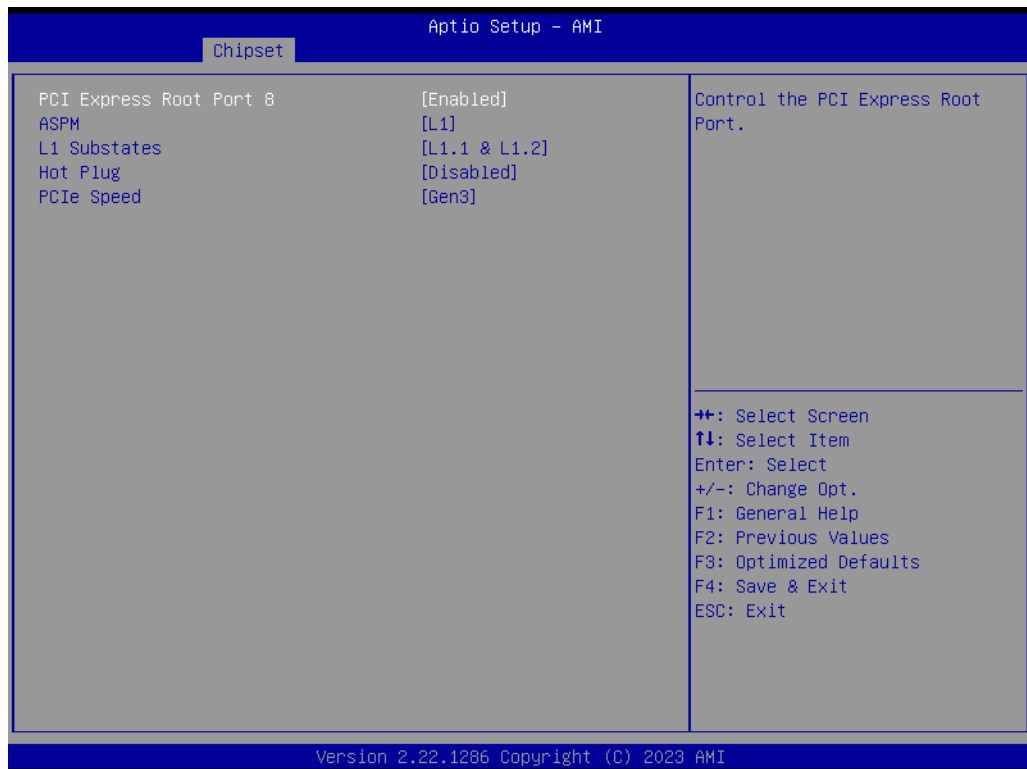 Aptio Setup – AMI
Chipset
PCI Express Root Port 8 [Enabled]
ASPM [L1]
L1 Substates [L1.1 & L1.2]
Hot Plug [Disabled]
PCIe Speed [Gen3]
Control the PCI Express Root
Port.
→←: Select Screen
↑↓: Select Item
Enter: Select
+/-: Change Opt.
F1: General Help
F2: Previous Values
F3: Optimized Defaults
F4: Save & Exit
ESC: Exit
Version 2.22.1286 Copyright (C) 2023 AMI